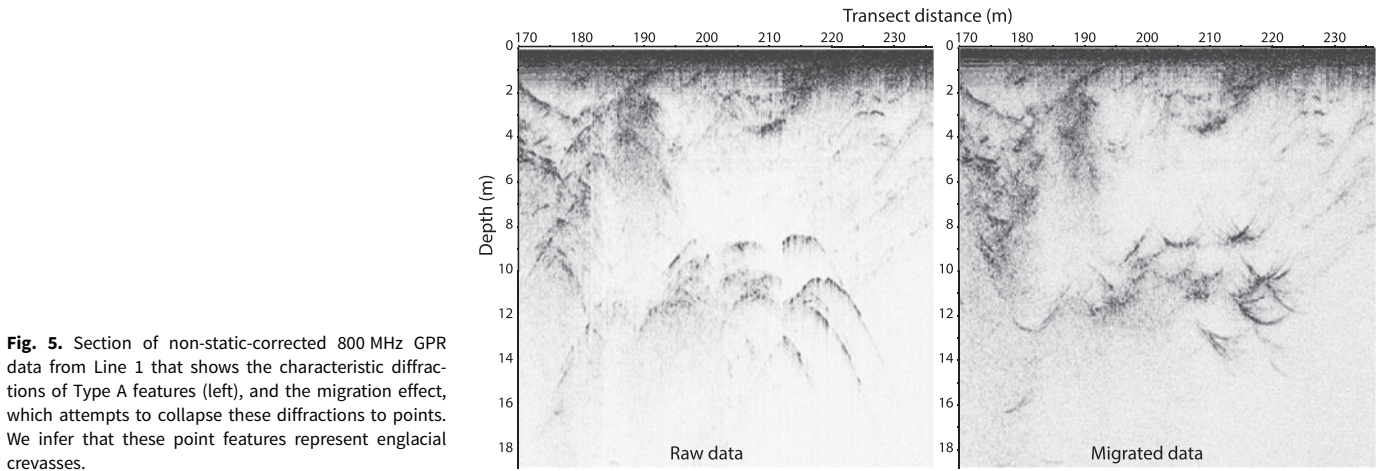 Transect distance (m)
170 180 190 200 210 220 230
170 180 190 200 210 220 230
0
2
4
6
8
10
12
14
16
18
0
2
4
6
8
10
12
14
16
18
Depth (m)
Raw data
Migrated data
Fig. 5. Section of non-static-corrected 800 MHz GPR
data from Line 1 that shows the characteristic diffrac-
tions of Type A features (left), and the migration effect,
which attempts to collapse these diffractions to points.
We infer that these point features represent englacial
crevasses.